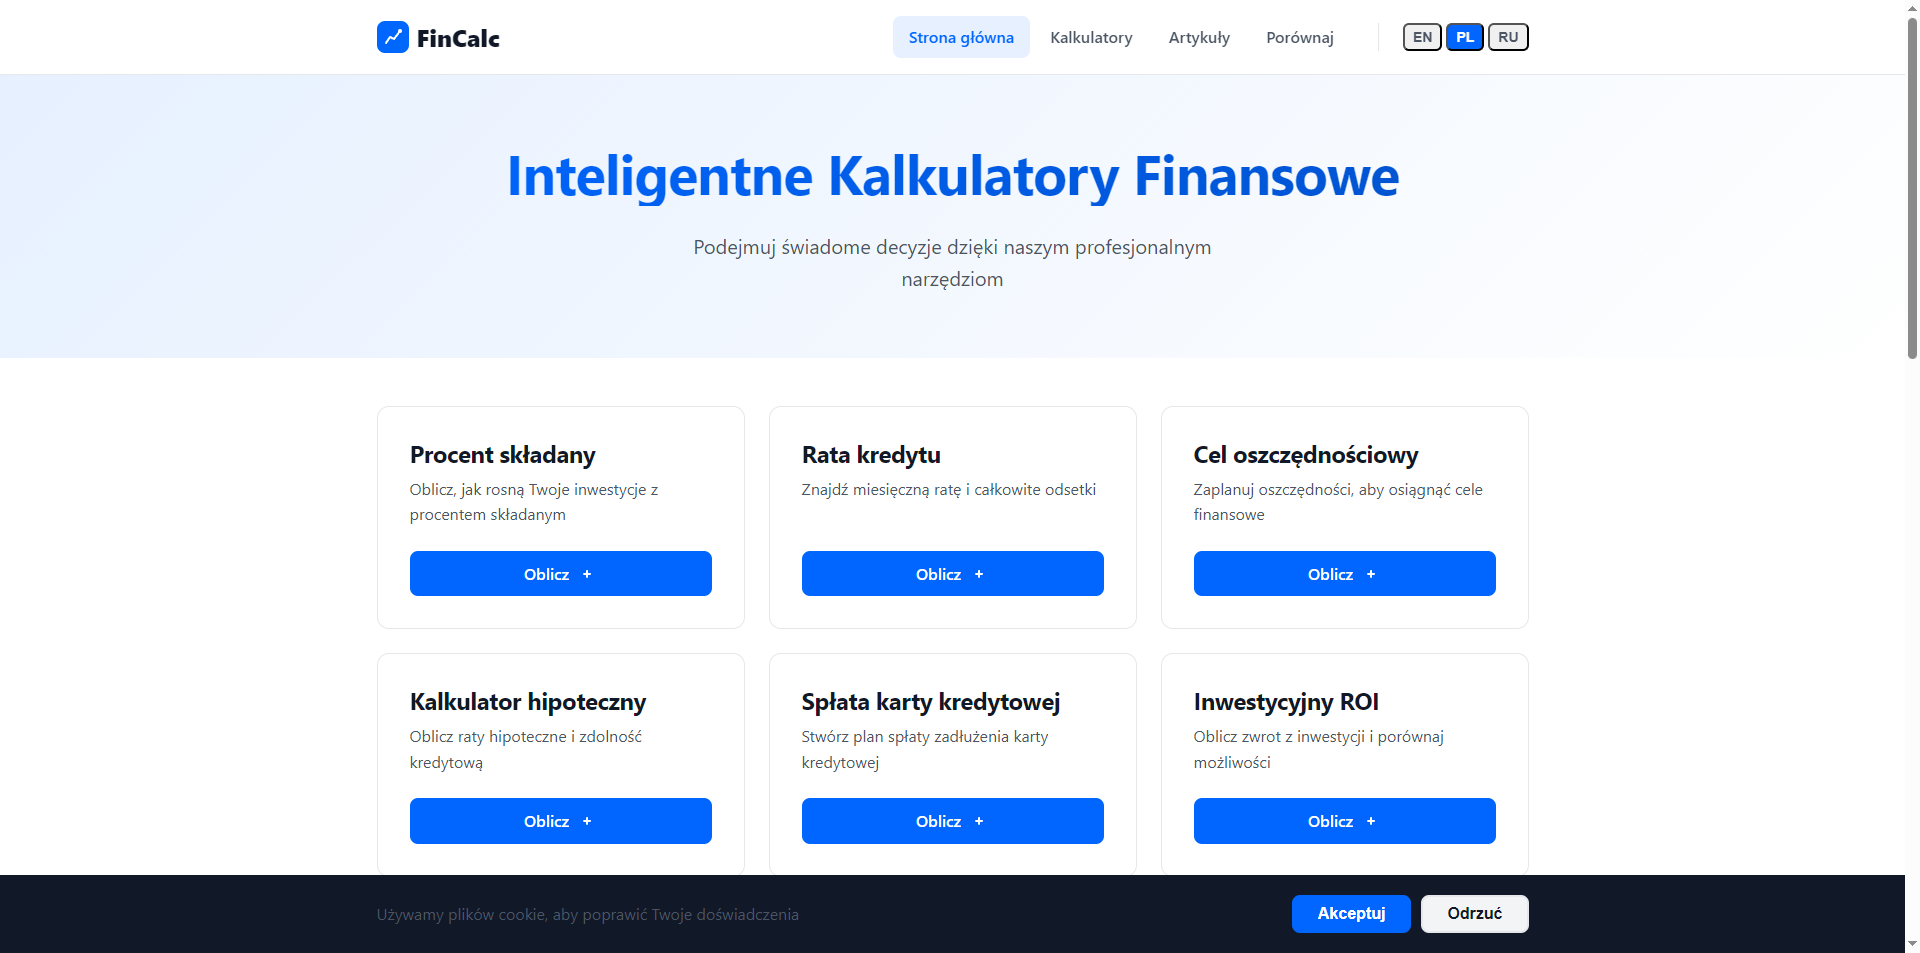 FinCalc
Strona główna
Kalkulatory
Artykuły
Porównaj
EN
PL
RU
Inteligentne Kalkulatory Finansowe
Podejmuj świadome decyzje dzięki naszym profesjonalnym
narzędziom
Procent składany
Oblicz, jak rosną Twoje inwestycje z
procentem składanym
Oblicz +
Rata kredytu
Znajdź miesięczną ratę i całkowite odsetki
Oblicz +
Cel oszczędnościowy
Zaplanuj oszczędności, aby osiągnąć cele
finansowe
Oblicz +
Kalkulator hipoteczny
Oblicz raty hipoteczne i zdolność
kredytową
Oblicz +
Spłata karty kredytowej
Stwórz plan spłaty zadłużenia karty
kredytowej
Oblicz +
Inwestycyjny ROI
Oblicz zwrot z inwestycji i porównaj
możliwości
Oblicz +
Używamy plików cookie, aby poprawić Twoje doświadczenia
Akceptuj
Odrzuć